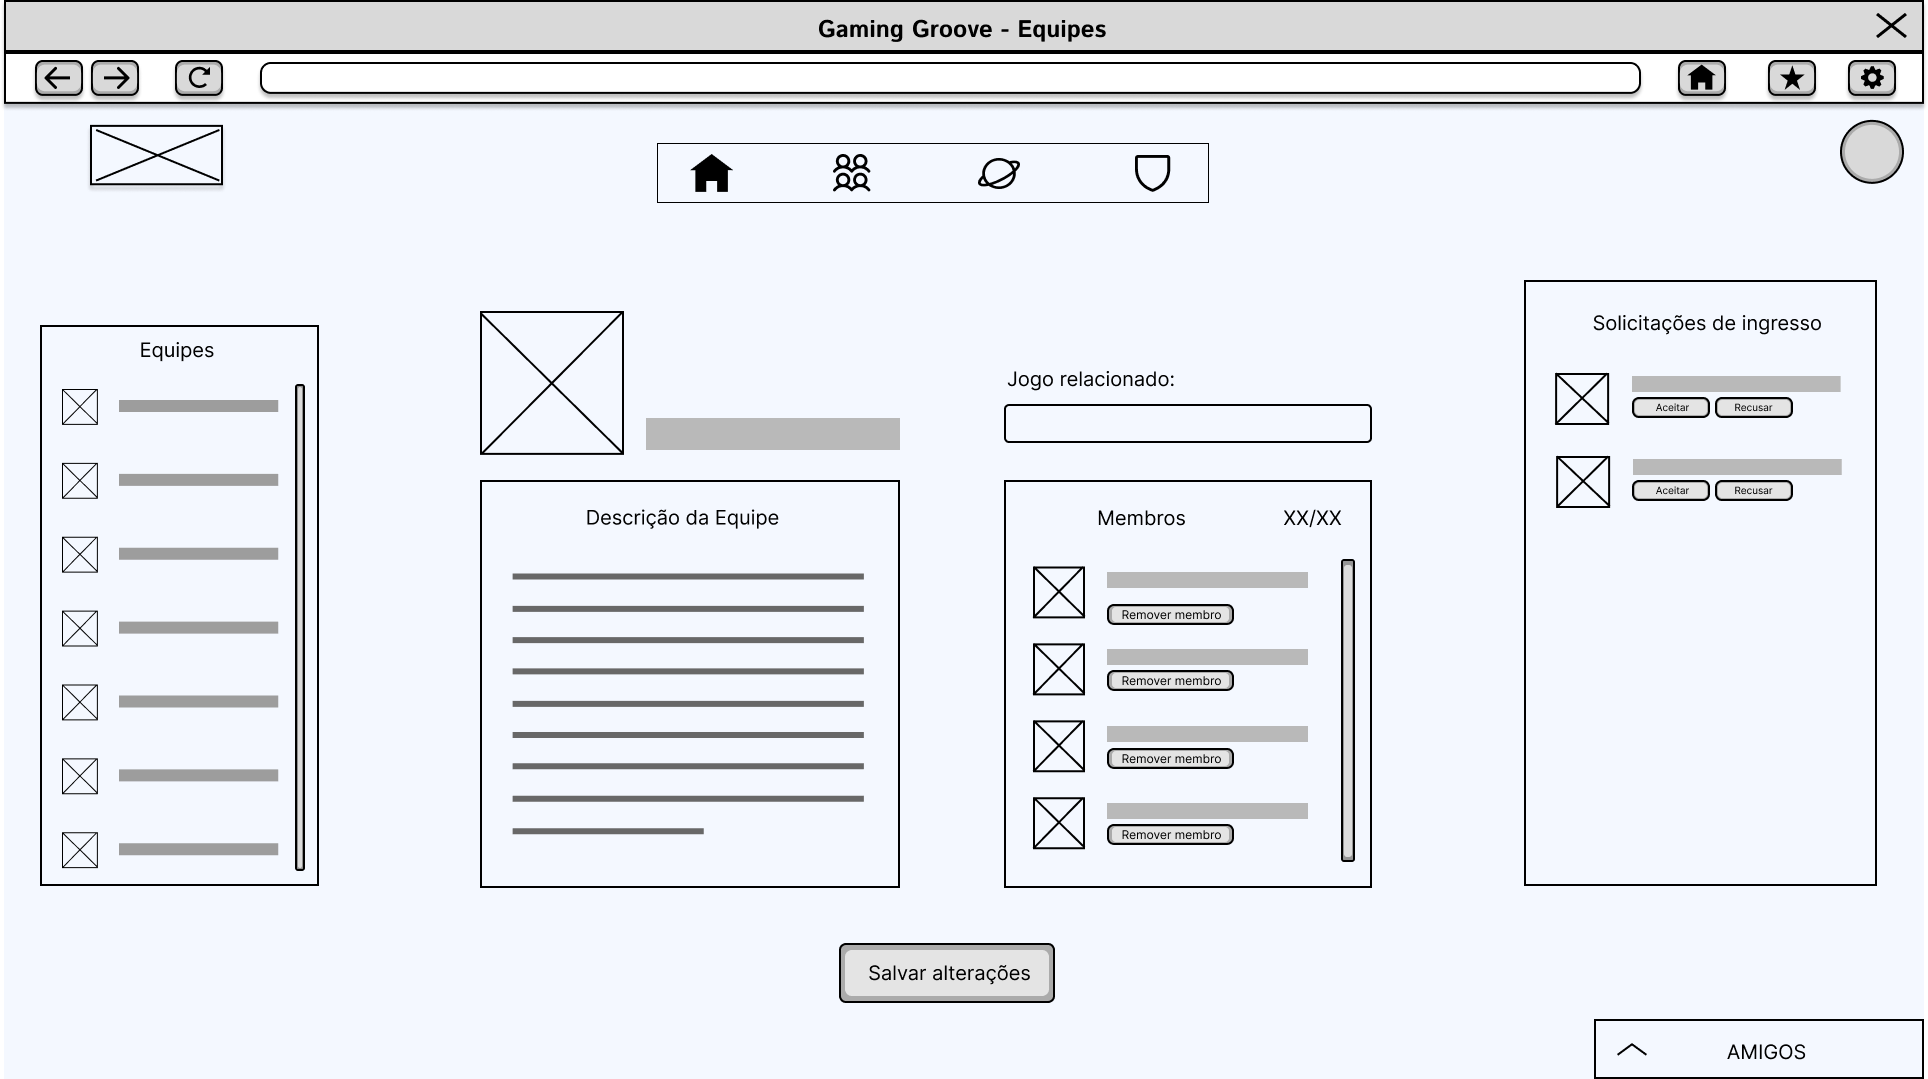 Gaming Groove - Equipes
Equipes
Descrição da Equipe
Jogo relacionado:
Membros XX/XX
Remover membro
Remover membro
Remover membro
Remover membro
Solicitações de ingresso
Aceitar Recusar
Aceitar Recusar
Salvar alterações
AMIGOS